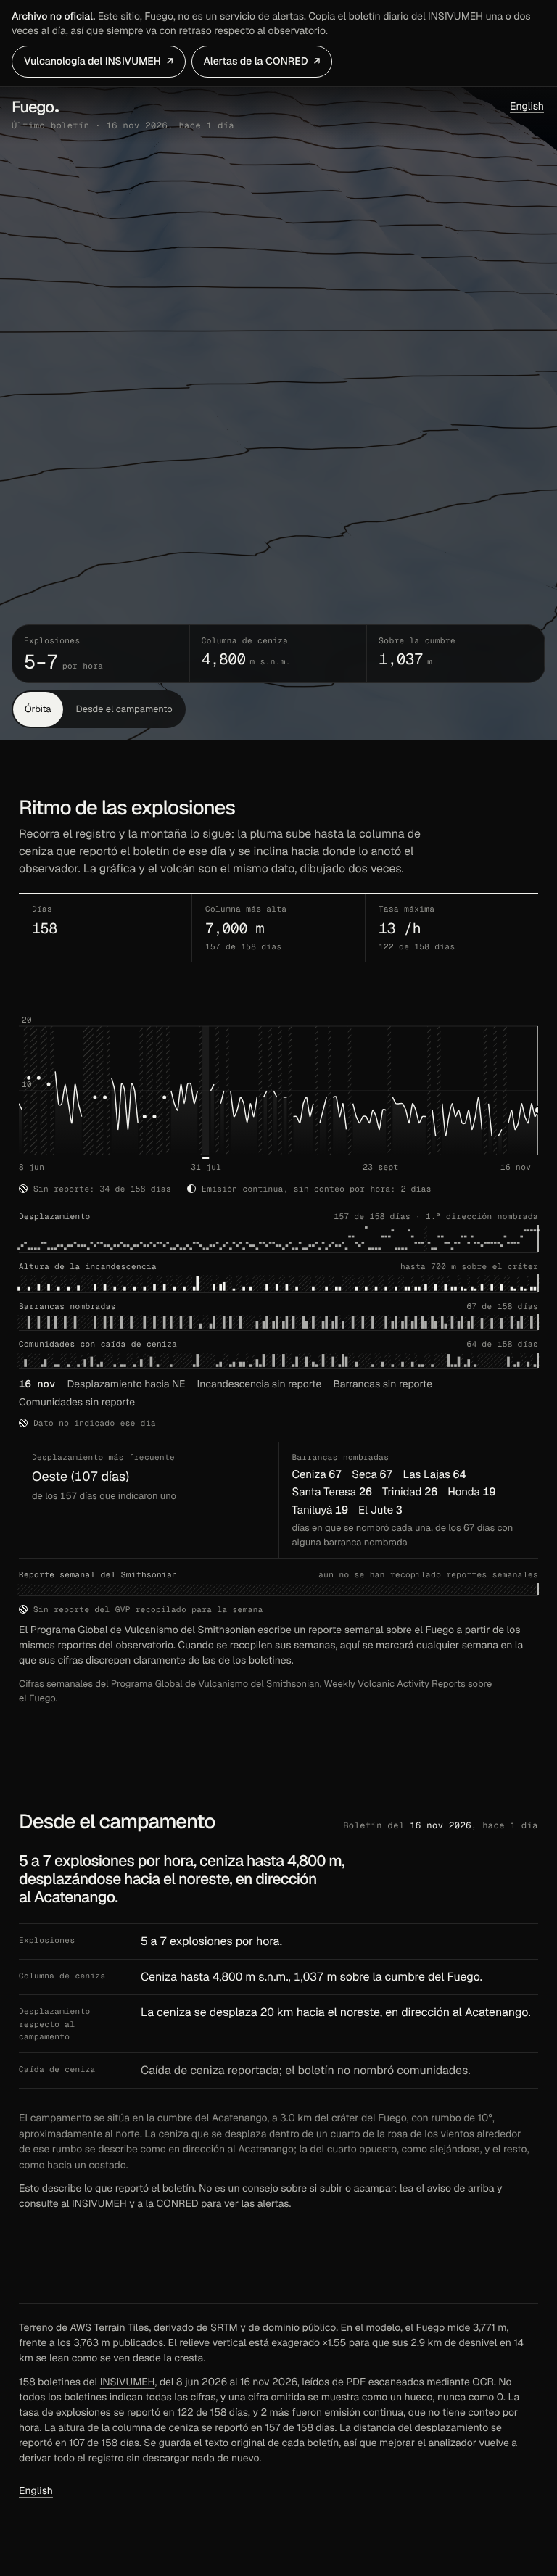 Archivo no oficial. Este sitio, Fuego, no es un servicio de alertas. Copia el boletín diario del INSIVUMEH una o dos
veces al día, así que siempre va con retraso respecto al observatorio.
Vulcanología del INSIVUMEH ↗ Alertas de la CONRED ↗
Fuego. English
Último boletín · 16 nov 2026, hace 1 día
Explosiones Columna de ceniza Sobre la cumbre
5–7 por hora 4,800 m s.n.m. 1,037 m
Órbita Desde el campamento
Ritmo de las explosiones
Recorra el registro y la montaña lo sigue: la pluma sube hasta la columna de
ceniza que reportó el boletín de ese día y se inclina hacia donde lo anotó el
observador. La gráfica y el volcán son el mismo dato, dibujado dos veces.
Días Columna más alta Tasa máxima
158 7,000 m 13 /h
157 de 158 días 122 de 158 días
20
10
8 jun 31 jul 23 sept 16 nov
Sin reporte: 34 de 158 días Emisión continua, sin conteo por hora: 2 días
Desplazamiento 157 de 158 días · 1.ª dirección nombrada
Altura de la incandescencia hasta 700 m sobre el cráter
Barrancas nombradas 67 de 158 días
Comunidades con caída de ceniza 64 de 158 días
16 nov Desplazamiento hacia NE Incandescencia sin reporte Barrancas sin reporte
Comunidades sin reporte
Dato no indicado ese día
Desplazamiento más frecuente Barrancas nombradas
Oeste (107 días) Ceniza 67 Seca 67 Las Lajas 64
de los 157 días que indicaron uno Santa Teresa 26 Trinidad 26 Honda 19
Taniluyá 19 El Jute 3
días en que se nombró cada una, de los 67 días con
alguna barranca nombrada
Reporte semanal del Smithsonian aún no se han recopilado reportes semanales
Sin reporte del GVP recopilado para la semana
El Programa Global de Vulcanismo del Smithsonian escribe un reporte semanal sobre el Fuego a partir de los
mismos reportes del observatorio. Cuando se recopilen sus semanas, aquí se marcará cualquier semana en la
que sus cifras discrepen claramente de las de los boletines.
Cifras semanales del Programa Global de Vulcanismo del Smithsonian, Weekly Volcanic Activity Reports sobre
el Fuego.
Desde el campamento Boletín del 16 nov 2026, hace 1 día
5 a 7 explosiones por hora, ceniza hasta 4,800 m,
desplazándose hacia el noreste, en dirección
al Acatenango.
Explosiones 5 a 7 explosiones por hora.
Columna de ceniza Ceniza hasta 4,800 m s.n.m., 1,037 m sobre la cumbre del Fuego.
Desplazamiento La ceniza se desplaza 20 km hacia el noreste, en dirección al Acatenango.
respecto al
campamento
Caída de ceniza Caída de ceniza reportada; el boletín no nombró comunidades.
El campamento se sitúa en la cumbre del Acatenango, a 3.0 km del cráter del Fuego, con rumbo de 10°,
aproximadamente al norte. La ceniza que se desplaza dentro de un cuarto de la rosa de los vientos alrededor
de ese rumbo se describe como en dirección al Acatenango; la del cuarto opuesto, como alejándose, y el resto,
como hacia un costado.
Esto describe lo que reportó el boletín. No es un consejo sobre si subir o acampar: lea el aviso de arriba y
consulte al INSIVUMEH y a la CONRED para ver las alertas.
Terreno de AWS Terrain Tiles, derivado de SRTM y de dominio público. En el modelo, el Fuego mide 3,771 m,
frente a los 3,763 m publicados. El relieve vertical está exagerado ×1.55 para que sus 2.9 km de desnivel en 14
km se lean como se ven desde la cresta.
158 boletines del INSIVUMEH, del 8 jun 2026 al 16 nov 2026, leídos de PDF escaneados mediante OCR. No
todos los boletines indican todas las cifras, y una cifra omitida se muestra como un hueco, nunca como 0. La
tasa de explosiones se reportó en 122 de 158 días, y 2 más fueron emisión continua, que no tiene conteo por
hora. La altura de la columna de ceniza se reportó en 157 de 158 días. La distancia del desplazamiento se
reportó en 107 de 158 días. Se guarda el texto original de cada boletín, así que mejorar el analizador vuelve a
derivar todo el registro sin descargar nada de nuevo.
English